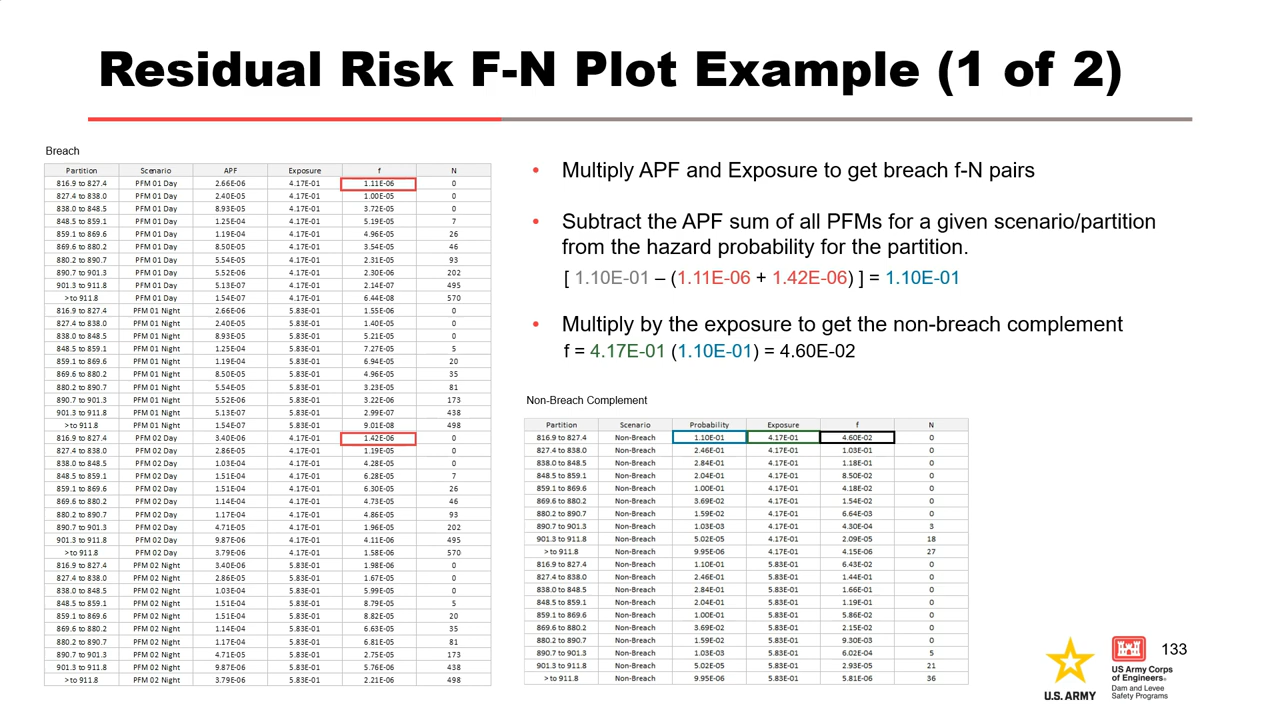 Residual Risk F-N Plot Example (1 of 2)
Breach
Partition Scenario APF Exposure f N
816.9 to 827.4 PFM 01 Day 2.66E-06 4.17E-01 1.11E-06 0
827.4 to 838.0 PFM 01 Day 2.40E-05 4.17E-01 1.00E-05 0
838.0 to 848.5 PFM 01 Day 8.93E-05 4.17E-01 3.72E-05 0
848.5 to 859.1 PFM 01 Day 1.25E-04 4.17E-01 5.19E-05 7
859.1 to 869.6 PFM 01 Day 1.19E-04 4.17E-01 4.96E-05 26
869.6 to 880.2 PFM 01 Day 8.50E-05 4.17E-01 3.54E-05 46
880.2 to 890.7 PFM 01 Day 5.54E-05 4.17E-01 2.31E-05 93
890.7 to 901.3 PFM 01 Day 5.52E-06 4.17E-01 2.30E-06 202
901.3 to 911.8 PFM 01 Day 5.13E-07 4.17E-01 2.14E-07 495
> to 911.8 PFM 01 Day 1.54E-07 4.17E-01 6.44E-08 570
816.9 to 827.4 PFM 01 Night 2.66E-06 5.83E-01 1.55E-06 0
827.4 to 838.0 PFM 01 Night 2.40E-05 5.83E-01 1.40E-05 0
838.0 to 848.5 PFM 01 Night 8.93E-05 5.83E-01 5.21E-05 0
848.5 to 859.1 PFM 01 Night 1.25E-04 5.83E-01 7.27E-05 5
859.1 to 869.6 PFM 01 Night 1.19E-04 5.83E-01 6.94E-05 20
869.6 to 880.2 PFM 01 Night 8.50E-05 5.83E-01 4.96E-05 35
880.2 to 890.7 PFM 01 Night 5.54E-05 5.83E-01 3.23E-05 81
890.7 to 901.3 PFM 01 Night 5.52E-06 5.83E-01 3.22E-06 173
901.3 to 911.8 PFM 01 Night 5.13E-07 5.83E-01 2.99E-07 438
> to 911.8 PFM 01 Night 1.54E-07 5.83E-01 9.01E-08 498
816.9 to 827.4 PFM 02 Day 3.40E-06 4.17E-01 1.42E-06 0
827.4 to 838.0 PFM 02 Day 2.86E-05 4.17E-01 1.19E-05 0
838.0 to 848.5 PFM 02 Day 1.03E-04 4.17E-01 4.28E-05 0
848.5 to 859.1 PFM 02 Day 1.51E-04 4.17E-01 6.28E-05 7
859.1 to 869.6 PFM 02 Day 1.51E-04 4.17E-01 6.30E-05 26
869.6 to 880.2 PFM 02 Day 1.14E-04 4.17E-01 4.73E-05 46
880.2 to 890.7 PFM 02 Day 1.17E-04 4.17E-01 4.86E-05 93
890.7 to 901.3 PFM 02 Day 4.71E-05 4.17E-01 1.96E-05 202
901.3 to 911.8 PFM 02 Day 9.87E-06 4.17E-01 4.11E-06 495
> to 911.8 PFM 02 Day 3.79E-06 4.17E-01 1.58E-06 570
816.9 to 827.4 PFM 02 Night 3.40E-06 5.83E-01 1.98E-06 0
827.4 to 838.0 PFM 02 Night 2.86E-05 5.83E-01 1.67E-05 0
838.0 to 848.5 PFM 02 Night 1.03E-04 5.83E-01 5.99E-05 0
848.5 to 859.1 PFM 02 Night 1.51E-04 5.83E-01 8.79E-05 5
859.1 to 869.6 PFM 02 Night 1.51E-04 5.83E-01 8.82E-05 20
869.6 to 880.2 PFM 02 Night 1.14E-04 5.83E-01 6.63E-05 35
880.2 to 890.7 PFM 02 Night 1.17E-04 5.83E-01 6.81E-05 81
890.7 to 901.3 PFM 02 Night 4.71E-05 5.83E-01 2.75E-05 173
901.3 to 911.8 PFM 02 Night 9.87E-06 5.83E-01 5.76E-06 438
> to 911.8 PFM 02 Night 3.79E-06 5.83E-01 2.21E-06 498
• Multiply APF and Exposure to get breach f-N pairs
• Subtract the APF sum of all PFMs for a given scenario/partition
from the hazard probability for the partition.
[ 1.10E-01 – (1.11E-06 + 1.42E-06) ] = 1.10E-01
• Multiply by the exposure to get the non-breach complement
f = 4.17E-01 (1.10E-01) = 4.60E-02
Non-Breach Complement
Partition Scenario Probability Exposure f N
816.9 to 827.4 Non-Breach 1.10E-01 4.17E-01 4.60E-02 0
827.4 to 838.0 Non-Breach 2.46E-01 4.17E-01 1.03E-01 0
838.0 to 848.5 Non-Breach 2.84E-01 4.17E-01 1.18E-01 0
848.5 to 859.1 Non-Breach 2.04E-01 4.17E-01 8.50E-02 0
859.1 to 869.6 Non-Breach 1.00E-01 4.17E-01 4.18E-02 0
869.6 to 880.2 Non-Breach 3.69E-02 4.17E-01 1.54E-02 0
880.2 to 890.7 Non-Breach 1.59E-02 4.17E-01 6.64E-03 0
890.7 to 901.3 Non-Breach 1.03E-03 4.17E-01 4.30E-04 3
901.3 to 911.8 Non-Breach 5.02E-05 4.17E-01 2.09E-05 18
> to 911.8 Non-Breach 9.95E-06 4.17E-01 4.15E-06 27
816.9 to 827.4 Non-Breach 1.10E-01 5.83E-01 6.43E-02 0
827.4 to 838.0 Non-Breach 2.46E-01 5.83E-01 1.44E-01 0
838.0 to 848.5 Non-Breach 2.84E-01 5.83E-01 1.66E-01 0
848.5 to 859.1 Non-Breach 2.04E-01 5.83E-01 1.19E-01 0
859.1 to 869.6 Non-Breach 1.00E-01 5.83E-01 5.86E-02 0
869.6 to 880.2 Non-Breach 3.69E-02 5.83E-01 2.15E-02 0
880.2 to 890.7 Non-Breach 1.59E-02 5.83E-01 9.30E-03 0
890.7 to 901.3 Non-Breach 1.03E-03 5.83E-01 6.02E-04 5
901.3 to 911.8 Non-Breach 5.02E-05 5.83E-01 2.93E-05 21
> to 911.8 Non-Breach 9.95E-06 5.83E-01 5.81E-06 36
133
U.S. ARMY
US Army Corps
of Engineers®
Dam and Levee
Safety Programs